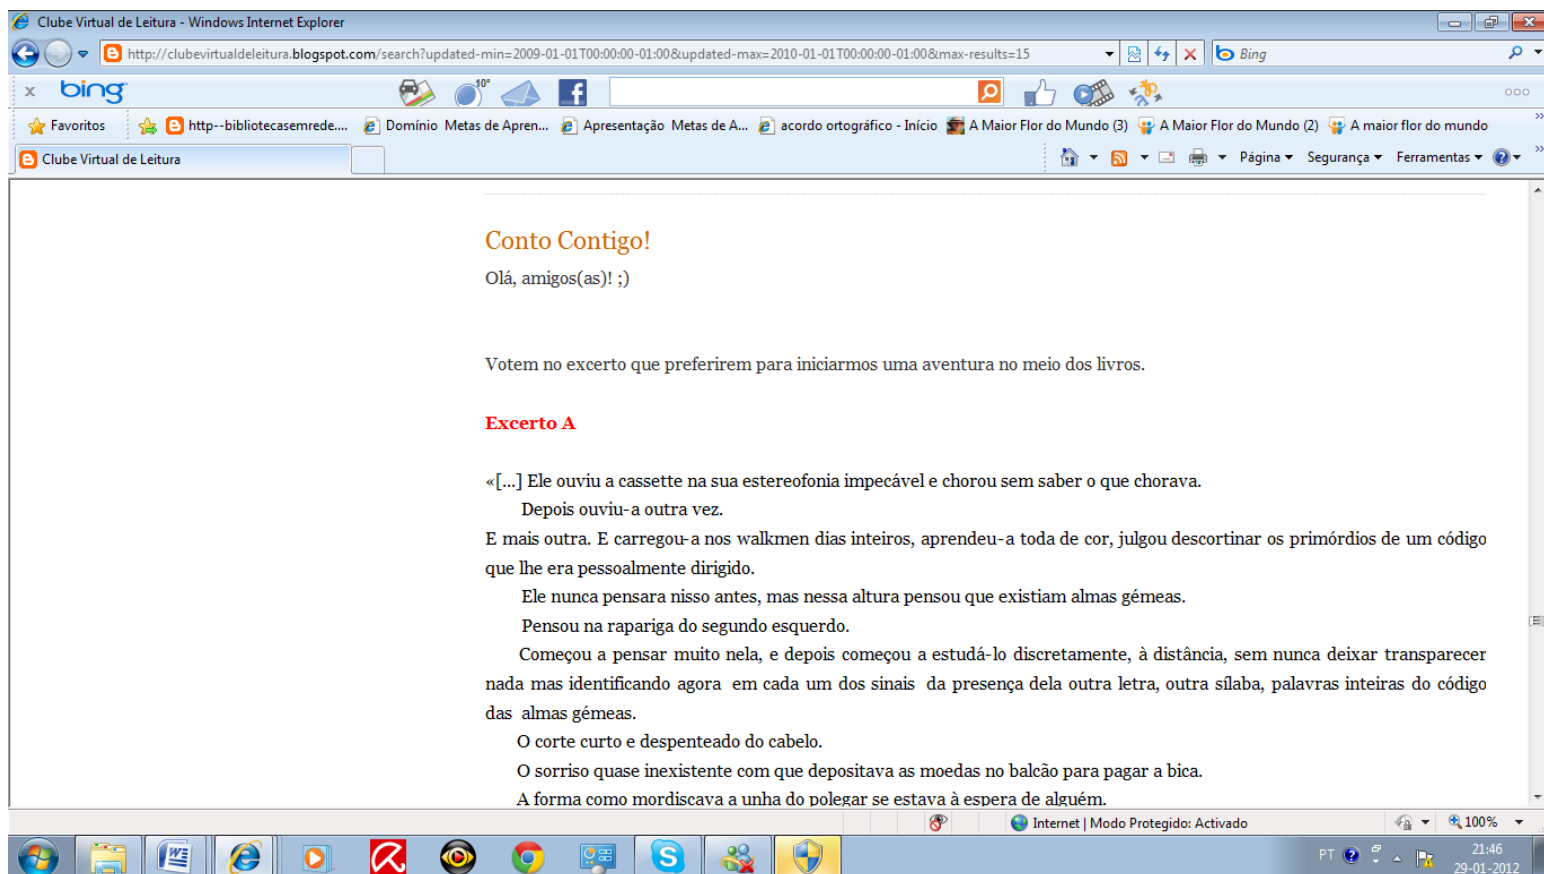 Clube Virtual de Leitura - Windows Internet Explorer
http://clubevirtualdeleitura.blogspot.com/search?updated-min=2009-01-01T00:00:00-01:00&updated-max=2010-01-01T00:00:00-01:00&max-results=15
Bing
x bing 10°
Favoritos http--bibliotecasemrede.... Domínio Metas de Apren... Apresentação Metas de A... acordo ortográfico - Início A Maior Flor do Mundo (3) A Maior Flor do Mundo (2) A maior flor do mundo
Clube Virtual de Leitura Página Segurança Ferramentas
Conto Contigo!
Olá, amigos(as)! ;)
Votem no excerto que preferirem para iniciarmos uma aventura no meio dos livros.
Excerto A
«[...] Ele ouviu a cassette na sua estereofonia impecável e chorou sem saber o que chorava.
Depois ouviu-a outra vez.
E mais outra. E carregou-a nos walkmen dias inteiros, aprendeu-a toda de cor, julgou descortinar os primórdios de um código
que lhe era pessoalmente dirigido.
Ele nunca pensara nisso antes, mas nessa altura pensou que existiam almas gémeas.
Pensou na rapariga do segundo esquerdo.
Começou a pensar muito nela, e depois começou a estudá-lo discretamente, à distância, sem nunca deixar transparecer
nada mas identificando agora em cada um dos sinais da presença dela outra letra, outra sílaba, palavras inteiras do código
das almas gémeas.
O corte curto e despenteado do cabelo.
O sorriso quase inexistente com que depositava as moedas no balcão para pagar a bica.
A forma como mordiscava a unha do polegar se estava à espera de alguém.
Internet | Modo Protegido: Activado 100%
PT 21:46
29-01-2012